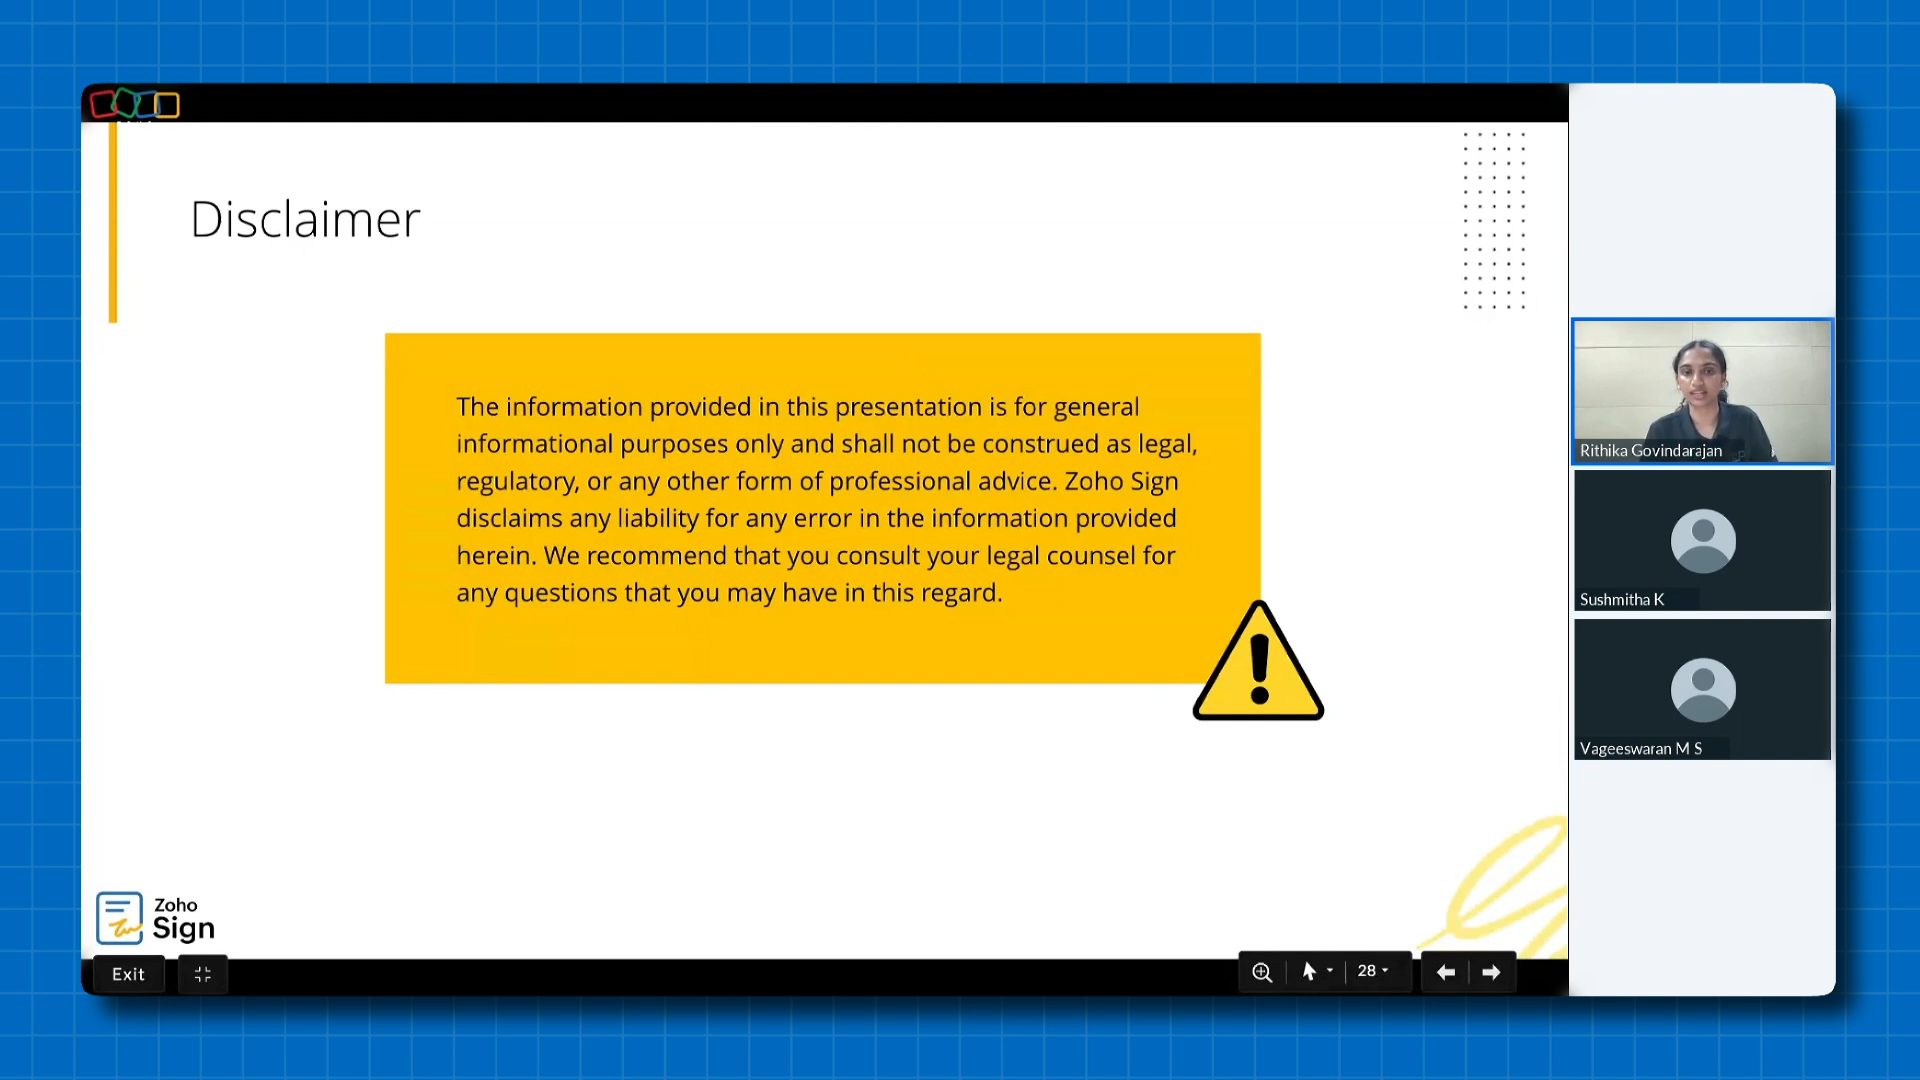 Disclaimer
The information provided in this presentation is for general
informational purposes only and shall not be construed as legal,
regulatory, or any other form of professional advice. Zoho Sign
disclaims any liability for any error in the information provided
herein. We recommend that you consult your legal counsel for
any questions that you may have in this regard.
Rithika Govindarajan
Sushmitha K
Vageeswaran M S
Zoho
Sign
Exit
28